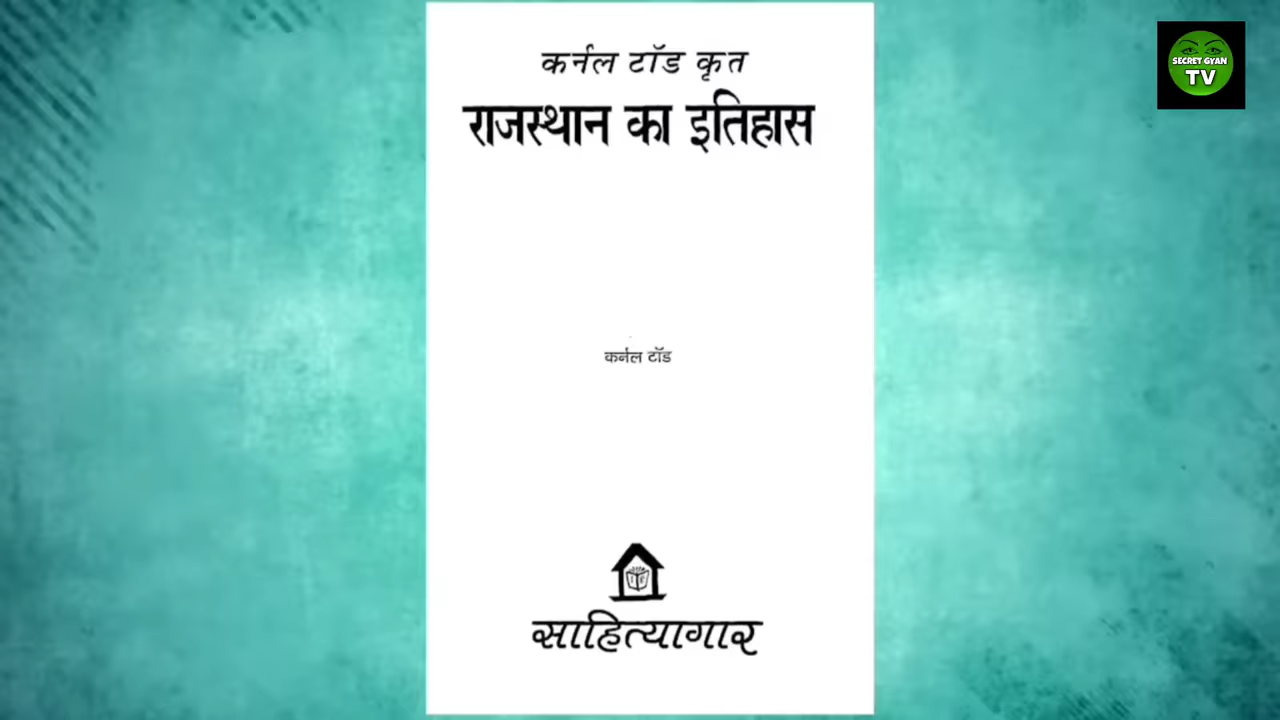 कर्नल टॉड कृत
राजस्थान का इतिहास
कर्नल टॉड
साहित्यागार
SECRET GYAN
TV